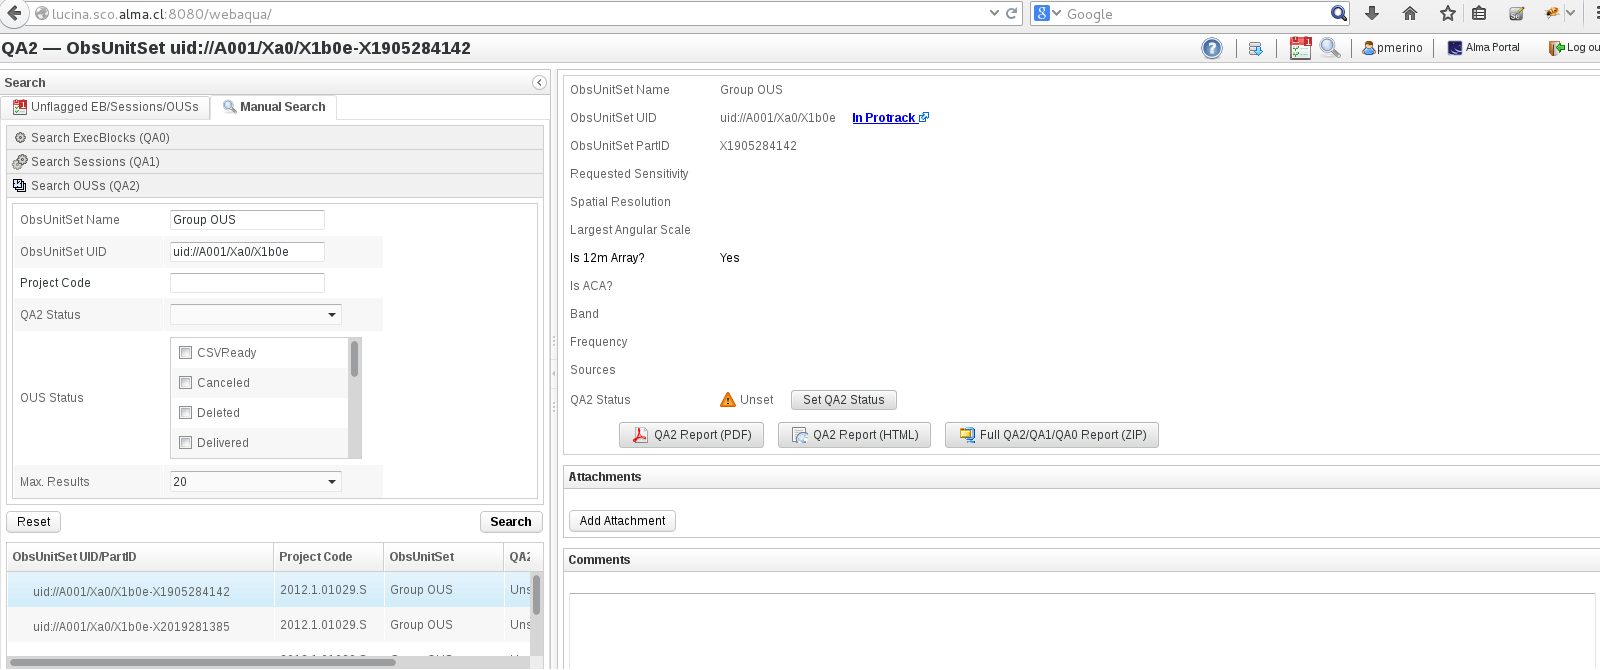 lucina.sco.alma.cl:8080/webaqua/
Google
QA2 — ObsUnitSet uid://A001/Xa0/X1b0e-X1905284142
pmerino
Alma Portal
Log ou
Search
Unflagged EB/Sessions/OUSs
Manual Search
Search ExecBlocks (QA0)
Search Sessions (QA1)
Search OUSs (QA2)
ObsUnitSet Name Group OUS
ObsUnitSet UID uid://A001/Xa0/X1b0e
Project Code
QA2 Status
OUS Status
CSVReady
Canceled
Deleted
Delivered
Max. Results 20
Reset
Search
ObsUnitSet UID/PartID Project Code ObsUnitSet QA2
uid://A001/Xa0/X1b0e-X1905284142 2012.1.01029.S Group OUS Uns
uid://A001/Xa0/X1b0e-X2019281385 2012.1.01029.S Group OUS Uns
ObsUnitSet Name Group OUS
ObsUnitSet UID uid://A001/Xa0/X1b0e In Protrack
ObsUnitSet PartID X1905284142
Requested Sensitivity
Spatial Resolution
Largest Angular Scale
Is 12m Array? Yes
Is ACA?
Band
Frequency
Sources
QA2 Status Unset Set QA2 Status
QA2 Report (PDF) QA2 Report (HTML) Full QA2/QA1/QA0 Report (ZIP)
Attachments
Add Attachment
Comments